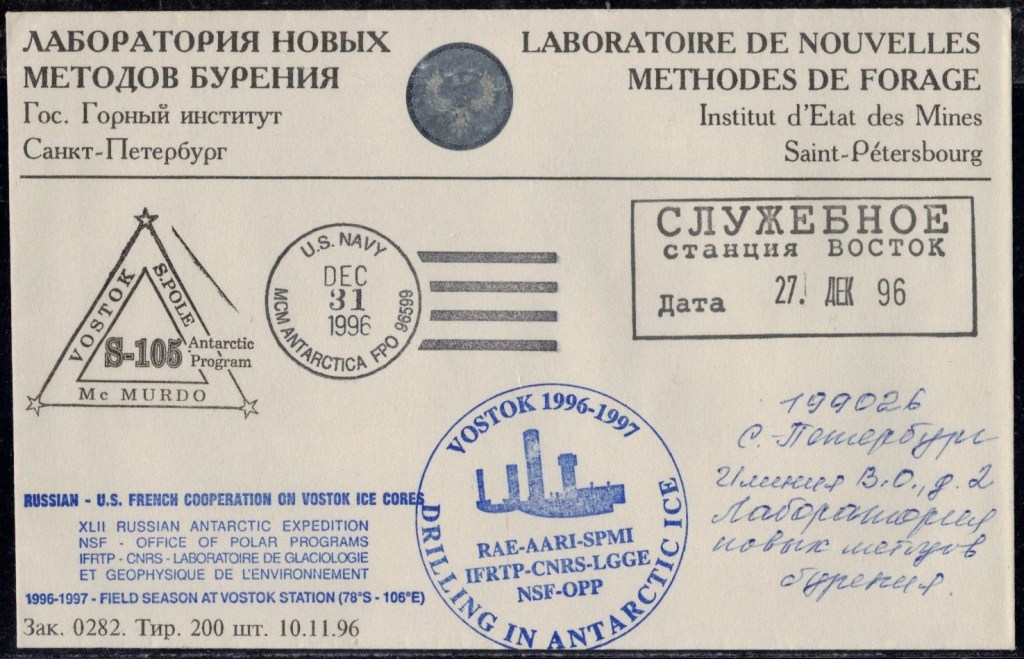 ЛАБОРАТОРИЯ НОВЫХ
МЕТОДОВ БУРЕНИЯ
Гос. Горный институт
Санкт-Петербург
LABORATOIRE DE NOUVELLES
METHODES DE FORAGE
Institut d'Etat des Mines
Saint-Pétersbourg
VOSTOK
S.POLE
S-105
Antarctic
Program
Mc MURDO
U.S. NAVY
DEC
31
1996
MCM ANTARCTICA FPO 96599
СЛУЖЕБНОЕ
станция ВОСТОК
Дата 27. ДЕК 96
VOSTOK 1996-1997
RAE-AARI-SPMI
IFRTP-CNRS-LGGE
NSF-OPP
DRILLING IN ANTARCTIC ICE
199026
С.-Петербург
линия В.О., д. 2
Лаборатория
новых методов
бурения.
RUSSIAN - U.S. FRENCH COOPERATION ON VOSTOK ICE CORES
XLII RUSSIAN ANTARCTIC EXPEDITION
NSF - OFFICE OF POLAR PROGRAMS
IFRTP - CNRS - LABORATOIRE DE GLACIOLOGIE
ET GEOPHYSIQUE DE L'ENVIRONNEMENT
1996-1997 - FIELD SEASON AT VOSTOK STATION (78°S - 106°E)
Зак. 0282. Тир. 200 шт. 10.11.96